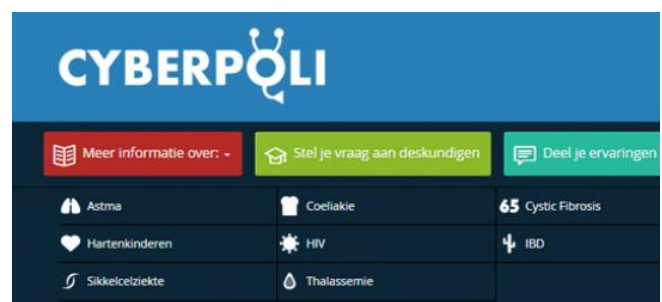 CYBERPOLI
Meer informatie over: Stel je vraag aan deskundigen Deel je ervaringen
Astma Coeliakie 65 Cystic Fibrosis
Hartenkinderen HIV IBD
Sikkelcelziekte Thalassemie